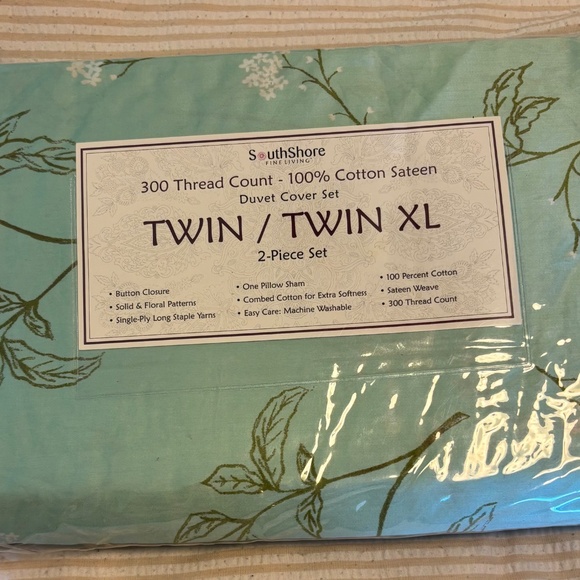 SouthShore
FINE LIVING
300 Thread Count - 100% Cotton Sateen
Duvet Cover Set
TWIN / TWIN XL
2-Piece Set
• Button Closure
• Solid & Floral Patterns
• Single-Ply Long Staple Yarns
• One Pillow Sham
• Combed Cotton for Extra Softness
• Easy Care: Machine Washable
• 100 Percent Cotton
• Sateen Weave
• 300 Thread Count